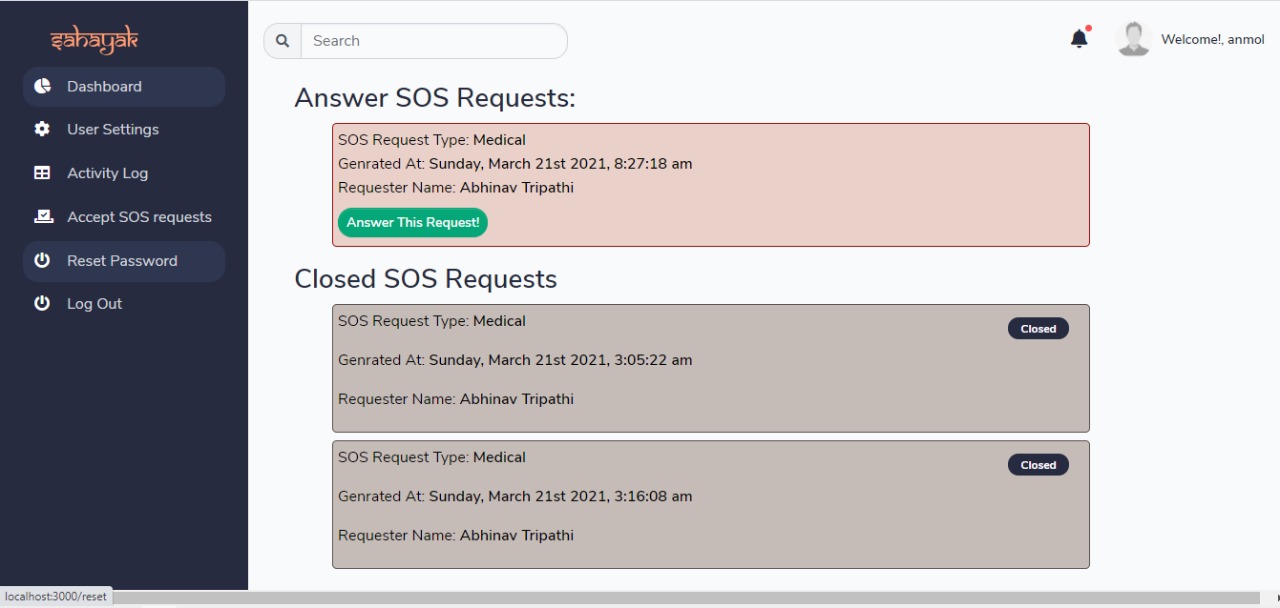 sahayak
Dashboard
User Settings
Activity Log
Accept SOS requests
Reset Password
Log Out
Search
Welcome!, anmol
Answer SOS Requests:
SOS Request Type: Medical
Genrated At: Sunday, March 21st 2021, 8:27:18 am
Requester Name: Abhinav Tripathi
Answer This Request!
Closed SOS Requests
SOS Request Type: Medical
Closed
Genrated At: Sunday, March 21st 2021, 3:05:22 am
Requester Name: Abhinav Tripathi
SOS Request Type: Medical
Closed
Genrated At: Sunday, March 21st 2021, 3:16:08 am
Requester Name: Abhinav Tripathi
localhost:3000/reset